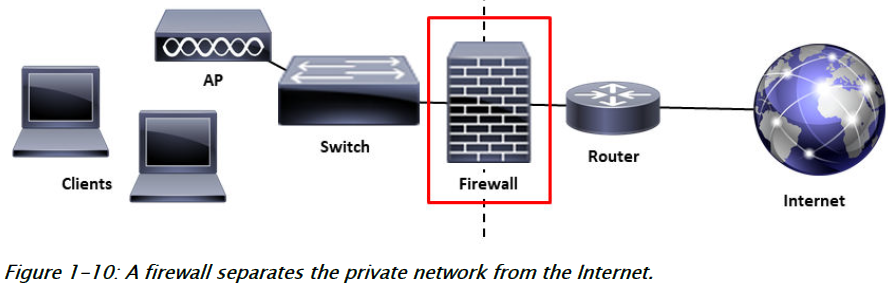 AP
Switch
Clients
Firewall
Router
Internet
Figure 1-10: A firewall separates the private network from the Internet.